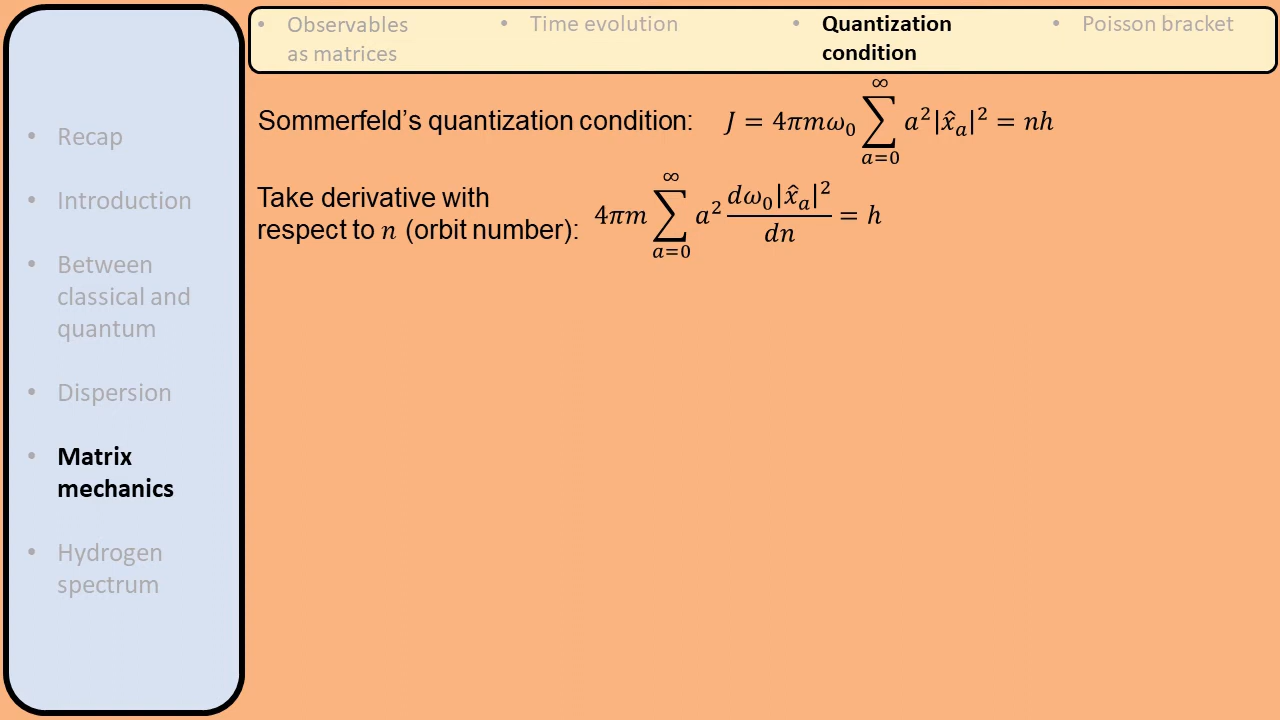 • Observables as matrices
• Time evolution
• Quantization condition
• Poisson bracket
• Recap
• Introduction
• Between
classical and
quantum
• Dispersion
• Matrix
mechanics
• Hydrogen
spectrum
Sommerfeld's quantization condition: J = 4πmω₀ ∑_{a=0}^{∞} a²|x̂ₐ|² = nh
Take derivative with
respect to n (orbit number): 4πm ∑_{a=0}^{∞} a² dω₀|x̂ₐ|²/dn = h